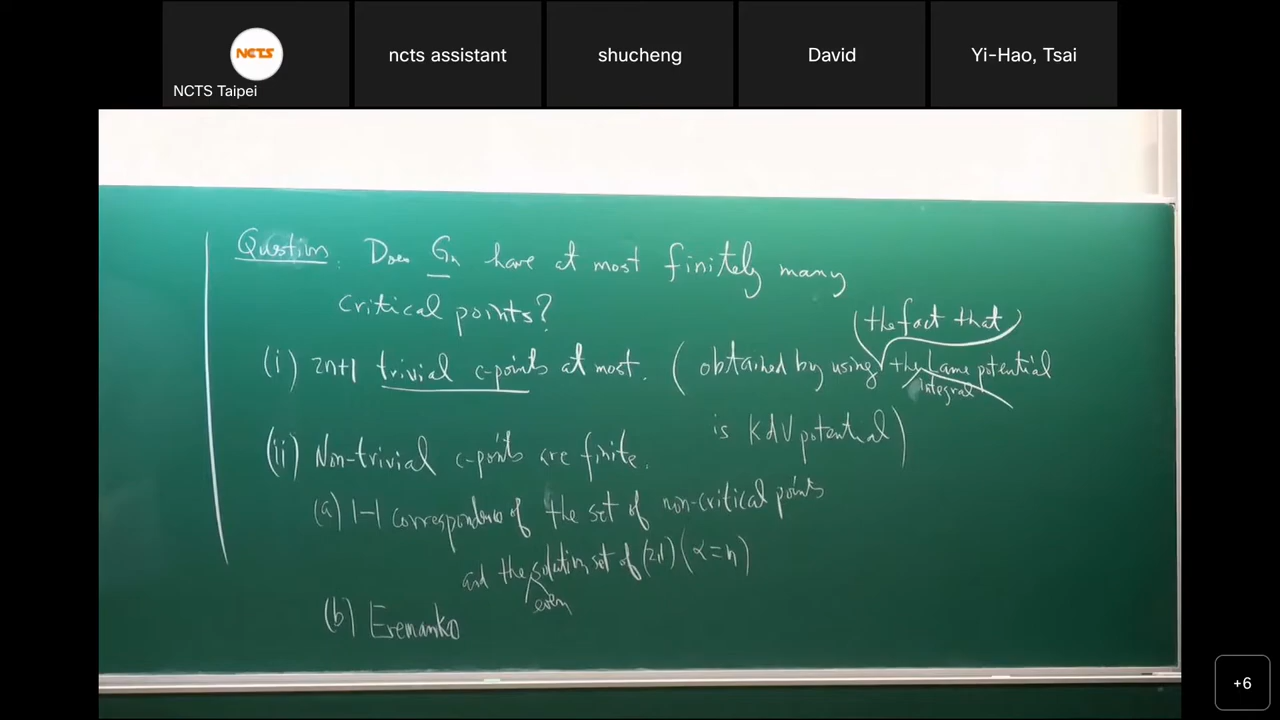 NCTS
NCTS Taipei
ncts assistant
shucheng
David
Yi-Hao, Tsai
Question: Does Gn have at most finitely many
critical points?
(i) 2n+1 trivial c-points at most. (obtained by using the fact that the Lame potential
integral
is KdV potential)
(ii) Non-trivial c-points are finite.
(a) 1-1 correspondence of the set of non-critical points
and the solution set of (2.1) (α = n)
even
(b) Eremanko
+6